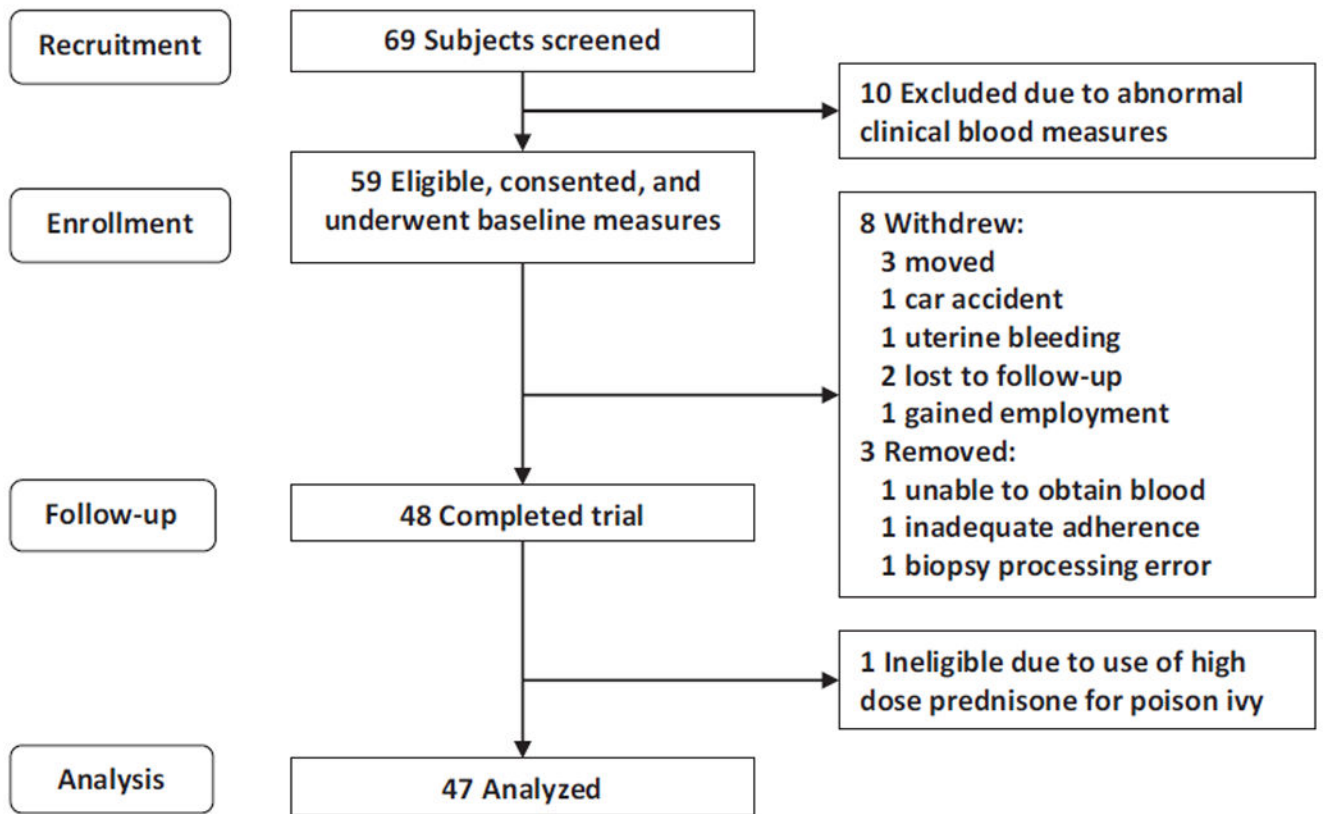 Recruitment
69 Subjects screened
10 Excluded due to abnormal
clinical blood measures
Enrollment
59 Eligible, consented, and
underwent baseline measures
8 Withdrew:
3 moved
1 car accident
1 uterine bleeding
2 lost to follow-up
1 gained employment
3 Removed:
1 unable to obtain blood
1 inadequate adherence
1 biopsy processing error
Follow-up
48 Completed trial
1 Ineligible due to use of high
dose prednisone for poison ivy
Analysis
47 Analyzed